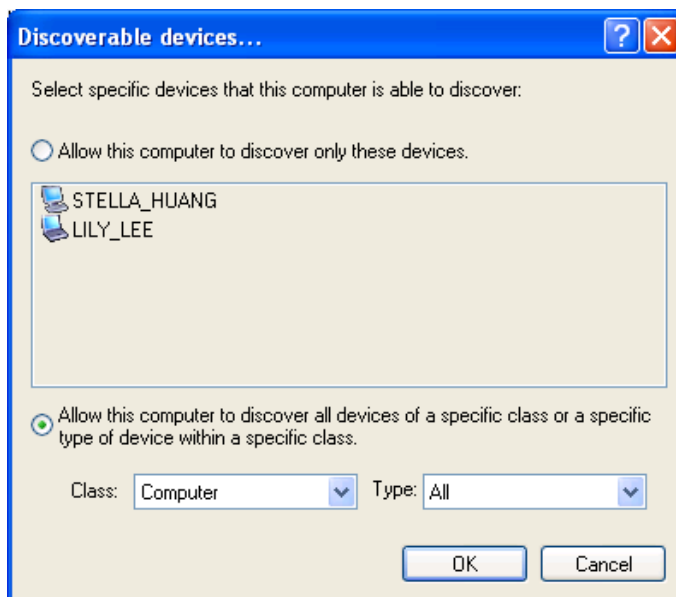 Discoverable devices...
Select specific devices that this computer is able to discover:
Allow this computer to discover only these devices.
STELLA_HUANG
LILY_LEE
Allow this computer to discover all devices of a specific class or a specific
type of device within a specific class.
Class: Computer Type: All
OK Cancel